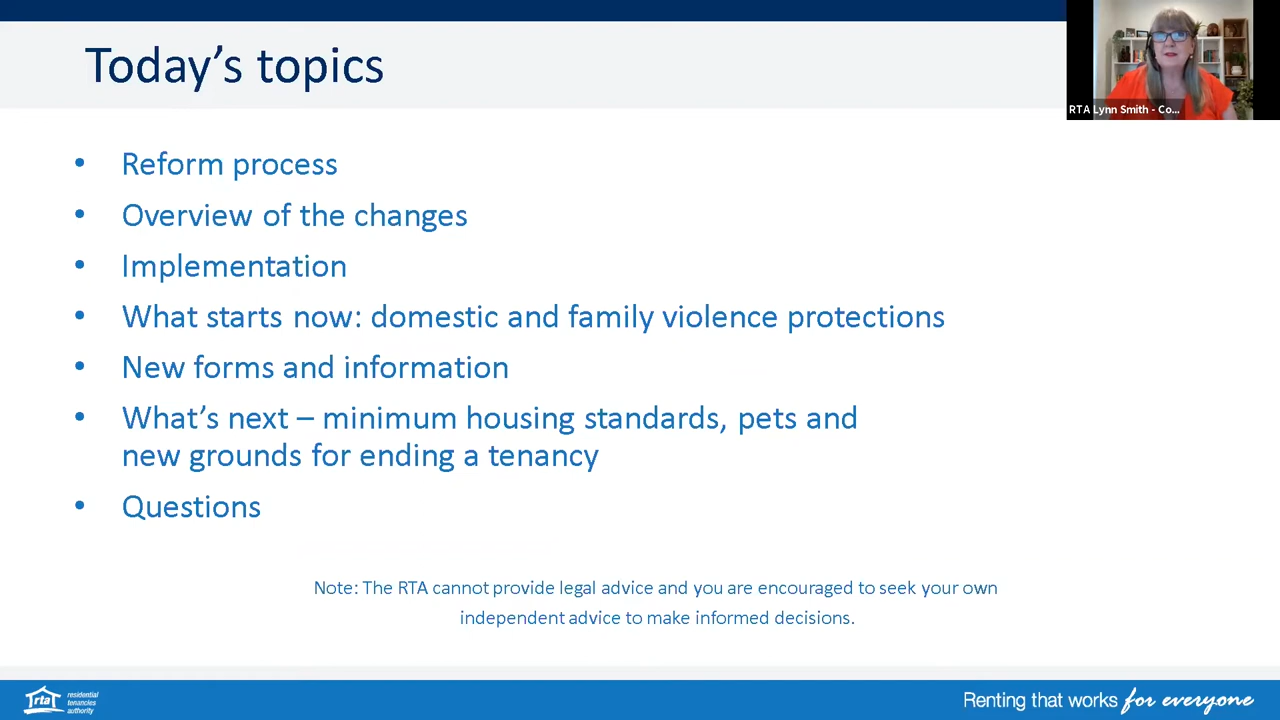 Today's topics
RTA Lynn Smith - Co...
• Reform process
• Overview of the changes
• Implementation
• What starts now: domestic and family violence protections
• New forms and information
• What's next – minimum housing standards, pets and
new grounds for ending a tenancy
• Questions
Note: The RTA cannot provide legal advice and you are encouraged to seek your own
independent advice to make informed decisions.
rta
residential
tenancies
authority
Renting that works for everyone